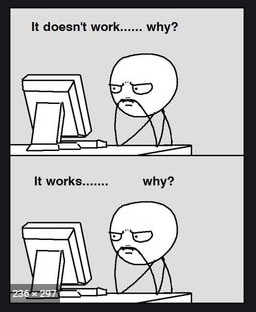 It doesn't work...... why?
It works....... why?
236 × 297